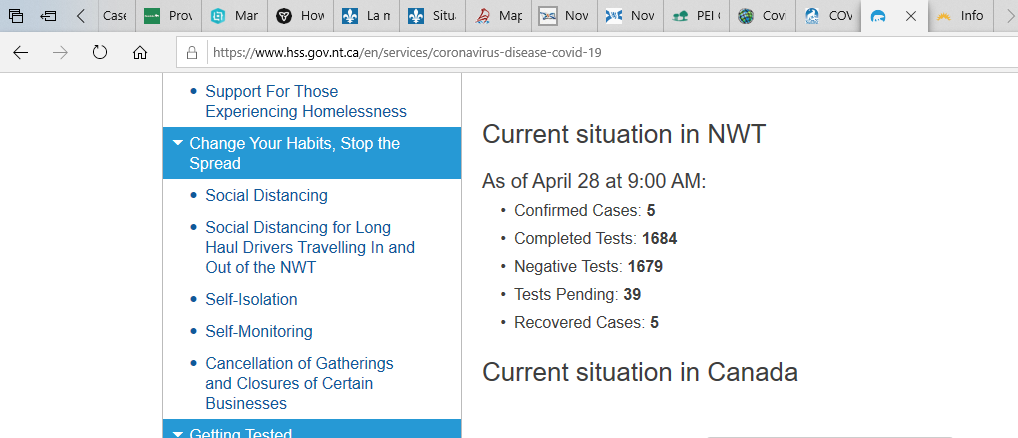 Case
Prov
Mar
How
La n
Situ
Map
Nov
Nov
PEI
Cov
COV
Info
https://www.hss.gov.nt.ca/en/services/coronavirus-disease-covid-19
Support For Those
Experiencing Homelessness
Change Your Habits, Stop the
Spread
Social Distancing
Social Distancing for Long
Haul Drivers Travelling In and
Out of the NWT
Self-Isolation
Self-Monitoring
Cancellation of Gatherings
and Closures of Certain
Businesses
Getting Tested
Current situation in NWT
As of April 28 at 9:00 AM:
Confirmed Cases: 5
Completed Tests: 1684
Negative Tests: 1679
Tests Pending: 39
Recovered Cases: 5
Current situation in Canada